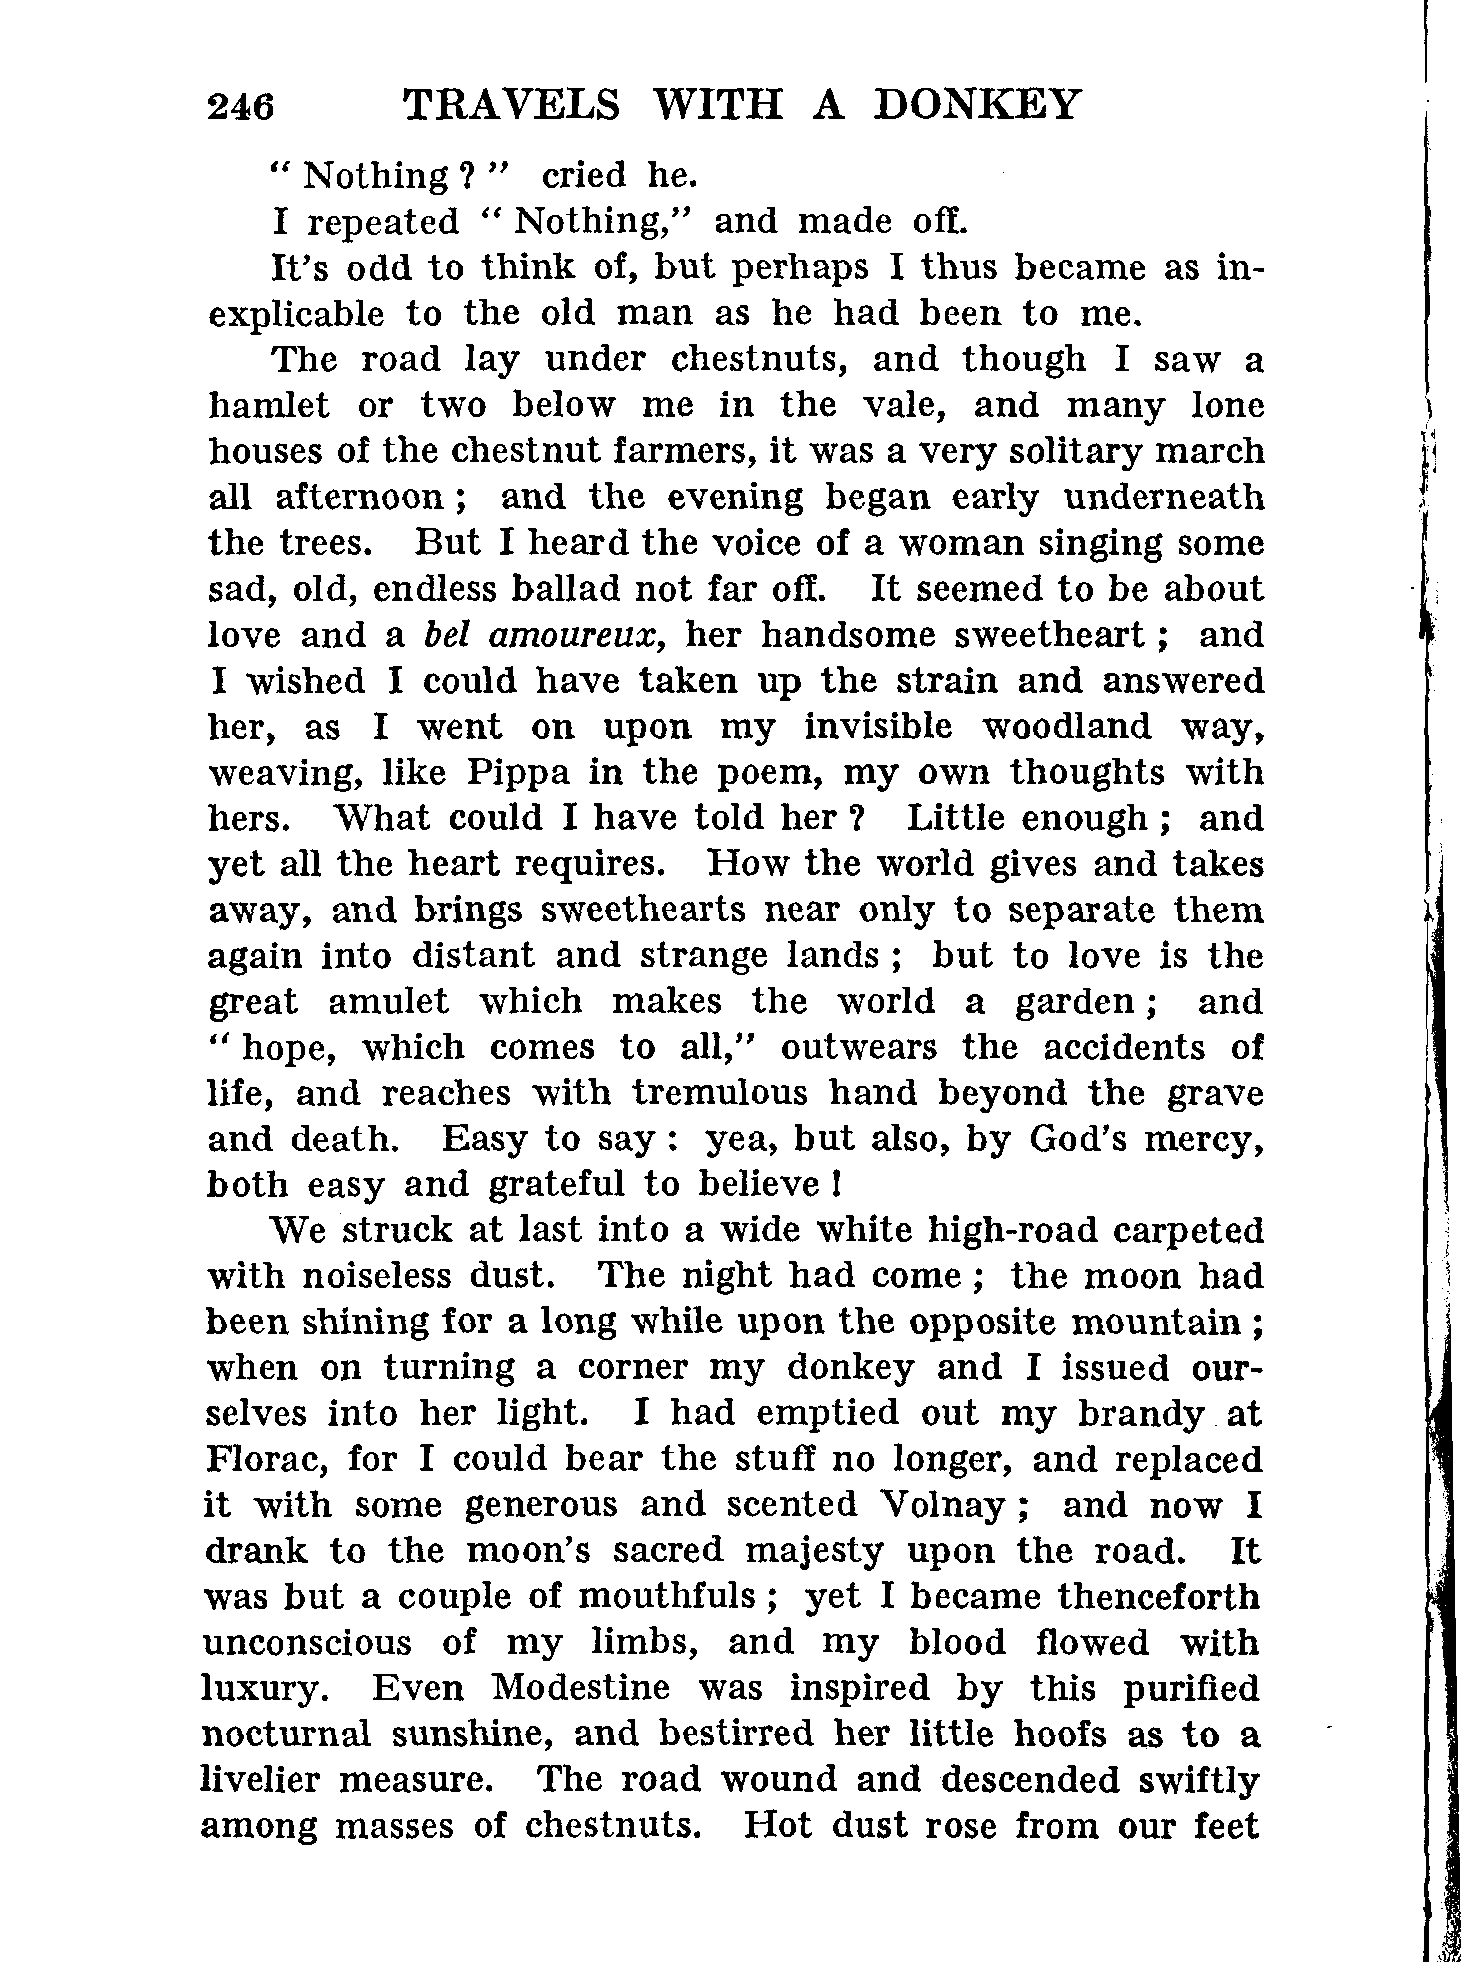 246 TRAVELS WITH A DONKEY
" Nothing ? " cried he.
I repeated " Nothing," and made off.
It's odd to think of, but perhaps I thus became as in-
explicable to the old man as he had been to me.
The road lay under chestnuts, and though I saw a
hamlet or two below me in the vale, and many lone
houses of the chestnut farmers, it was a very solitary march
all afternoon ; and the evening began early underneath
the trees. But I heard the voice of a woman singing some
sad, old, endless ballad not far off. It seemed to be about
love and a bel amoureux, her handsome sweetheart ; and
I wished I could have taken up the strain and answered
her, as I went on upon my invisible woodland way,
weaving, like Pippa in the poem, my own thoughts with
hers. What could I have told her ? Little enough ; and
yet all the heart requires. How the world gives and takes
away, and brings sweethearts near only to separate them
again into distant and strange lands ; but to love is the
great amulet which makes the world a garden ; and
" hope, which comes to all," outwears the accidents of
life, and reaches with tremulous hand beyond the grave
and death. Easy to say : yea, but also, by God's mercy,
both easy and grateful to believe !
We struck at last into a wide white high-road carpeted
with noiseless dust. The night had come ; the moon had
been shining for a long while upon the opposite mountain ;
when on turning a corner my donkey and I issued our-
selves into her light. I had emptied out my brandy at
Florac, for I could bear the stuff no longer, and replaced
it with some generous and scented Volnay ; and now I
drank to the moon's sacred majesty upon the road. It
was but a couple of mouthfuls ; yet I became thenceforth
unconscious of my limbs, and my blood flowed with
luxury. Even Modestine was inspired by this purified
nocturnal sunshine, and bestirred her little hoofs as to a
livelier measure. The road wound and descended swiftly
among masses of chestnuts. Hot dust rose from our feet